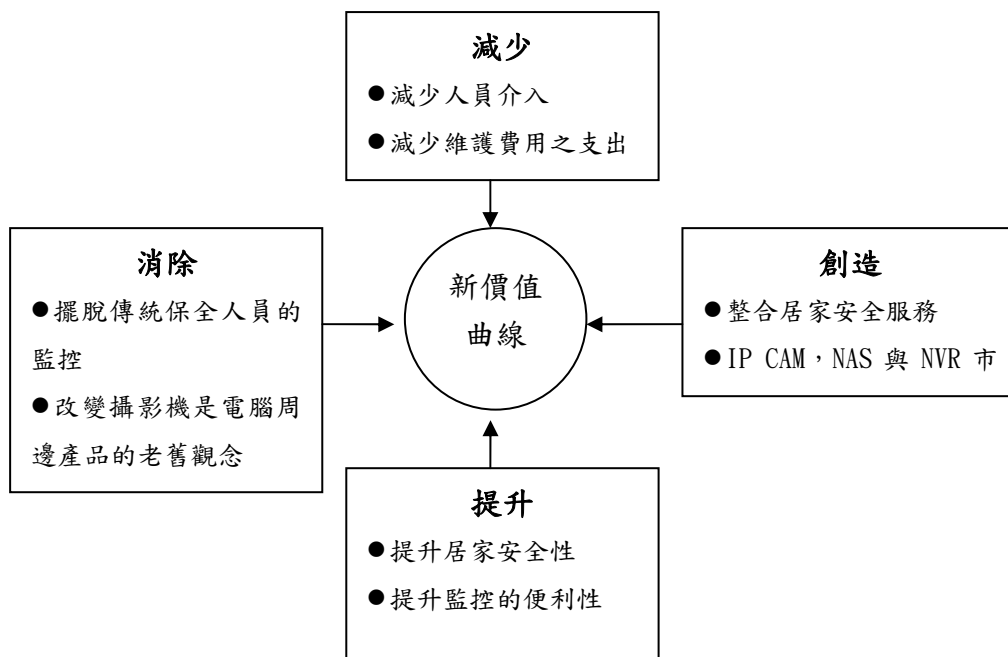 減少
●減少人員介入
●減少維護費用之支出
消除
●擺脫傳統保全人員的
監控
●改變攝影機是電腦周
邊產品的老舊觀念
新價值
曲線
創造
●整合居家安全服務
●IP CAM，NAS 與 NVR 市
提升
●提升居家安全性
●提升監控的便利性